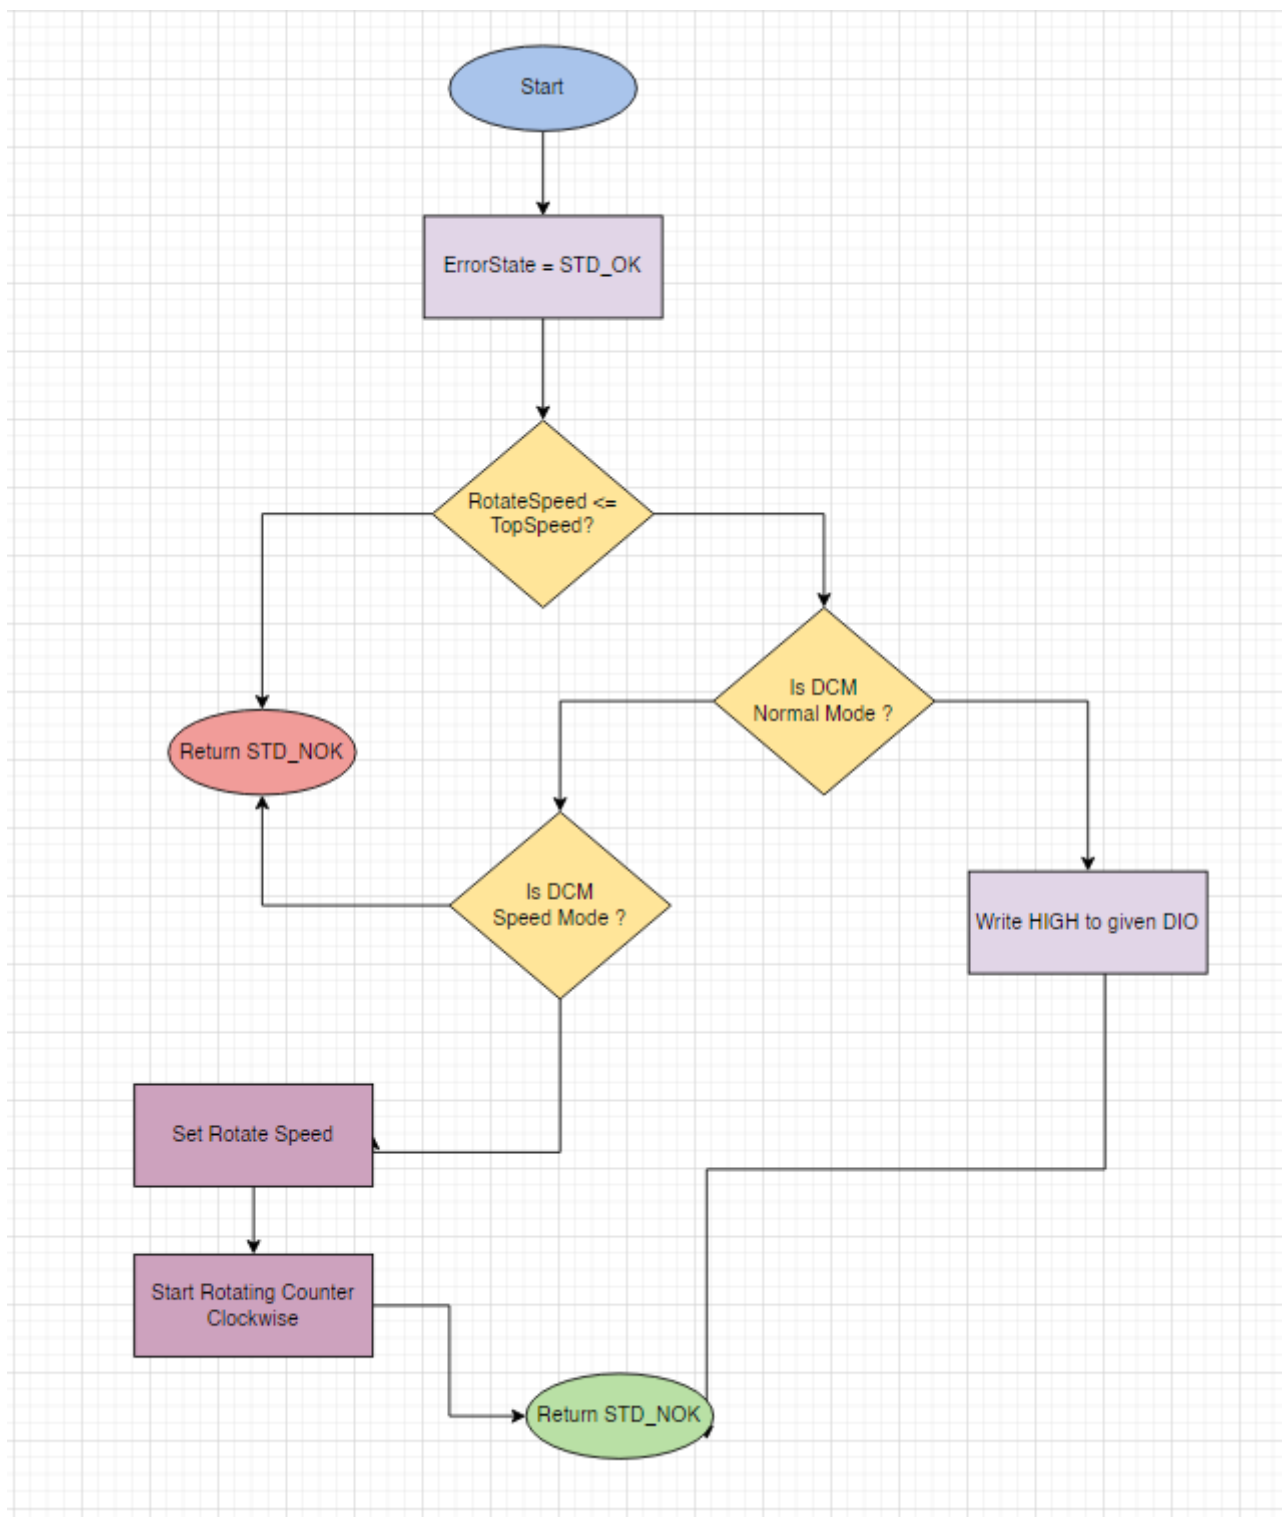 Start
ErrorState = STD_OK
RotateSpeed <=
TopSpeed?
Is DCM
Normal Mode ?
Return STD_NOK
Is DCM
Speed Mode ?
Write HIGH to given DIO
Set Rotate Speed
Start Rotating Counter
Clockwise
Return STD_NOK